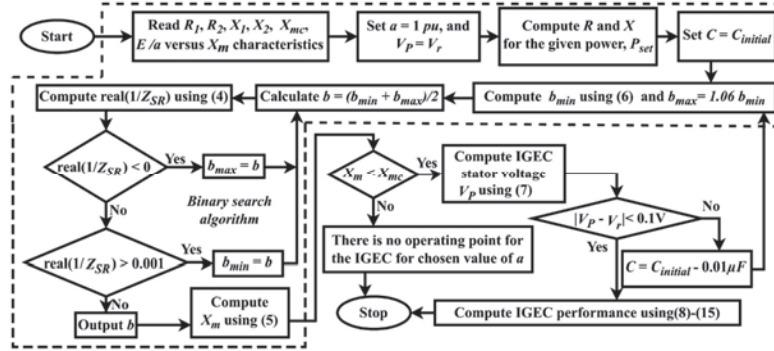 Start
Read R1, R2, X1, X2, Xmc,
E/a versus Xm characteristics
Set a = 1 pu, and
VP = Vr
Compute R and X
for the given power, Pset
Set C = Cinitial
Compute bmin using (6) and bmax= 1.06 bmin
Calculate b = (bmin + bmax)/2
Compute real(1/ZSR) using (4)
real(1/ZSR) < 0
Yes
bmax = b
No
Binary search
algorithm
real(1/ZSR) > 0.001
Yes
bmin = b
No
Output b
Compute
Xm using (5)
Xm < Xmc
Yes
No
Compute IGEC
stator voltage
VP using (7)
|VP - Vr|< 0.1V
No
Yes
C = Cinitial - 0.01μF
There is no operating point for
the IGEC for chosen value of a
Stop
Compute IGEC performance using(8)-(15)